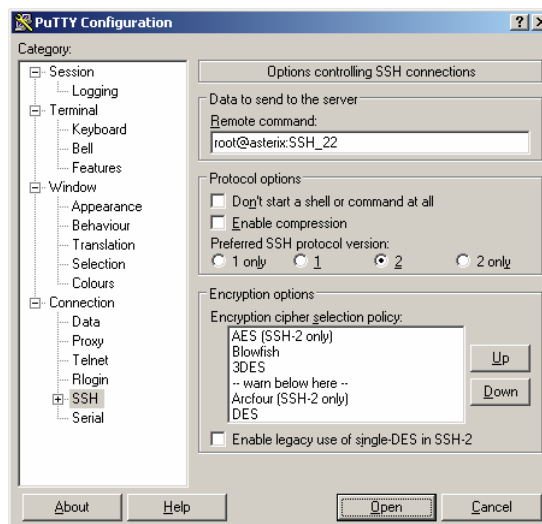 PuTTY Configuration
Category:
Session
Logging
Terminal
Keyboard
Bell
Features
Window
Appearance
Behaviour
Translation
Selection
Colours
Connection
Data
Proxy
Telnet
Rlogin
SSH
Serial
Options controlling SSH connections
Data to send to the server
Remote command:
root@asterix:SSH_22
Protocol options
Don't start a shell or command at all
Enable compression
Preferred SSH protocol version:
1 only 1 2 2 only
Encryption options
Encryption cipher selection policy:
AES (SSH-2 only)
Blowfish
3DES
-- warn below here --
Arcfour (SSH-2 only)
DES
Up
Down
Enable legacy use of single-DES in SSH-2
About Help Open Cancel